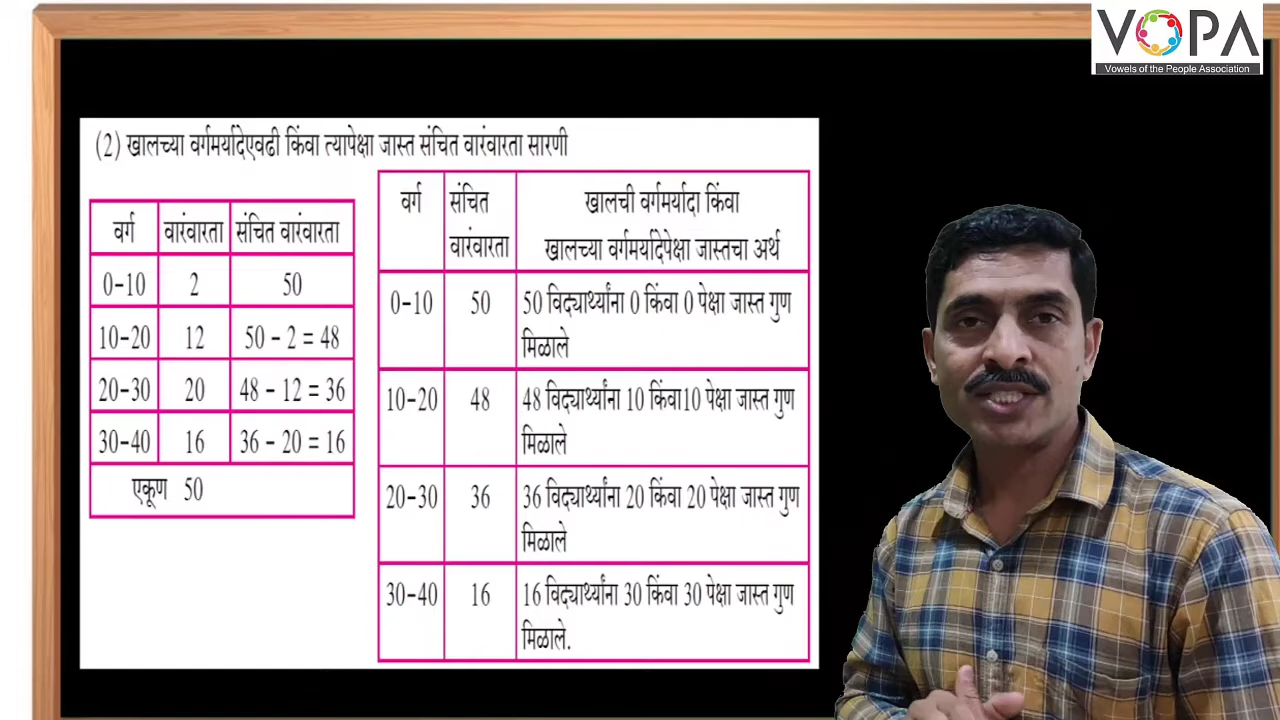 VOPA
Vowels of the People Association
(2) खालच्या वर्गमर्यादेएवढी किंवा त्यापेक्षा जास्त संचित वारंवारता सारणी
वर्ग वारंवारता संचित वारंवारता
0-10 2 50
10-20 12 50 - 2 = 48
20-30 20 48 - 12 = 36
30-40 16 36 - 20 = 16
एकूण 50
वर्ग संचित खालची वर्गमर्यादा किंवा
वारंवारता खालच्या वर्गमर्यादेपेक्षा जास्तचा अर्थ
0-10 50 50 विद्यार्थ्यांना 0 किंवा 0 पेक्षा जास्त गुण
मिळाले
10-20 48 48 विद्यार्थ्यांना 10 किंवा10 पेक्षा जास्त गुण
मिळाले
20-30 36 36 विद्यार्थ्यांना 20 किंवा 20 पेक्षा जास्त गुण
मिळाले
30-40 16 16 विद्यार्थ्यांना 30 किंवा 30 पेक्षा जास्त गुण
मिळाले.